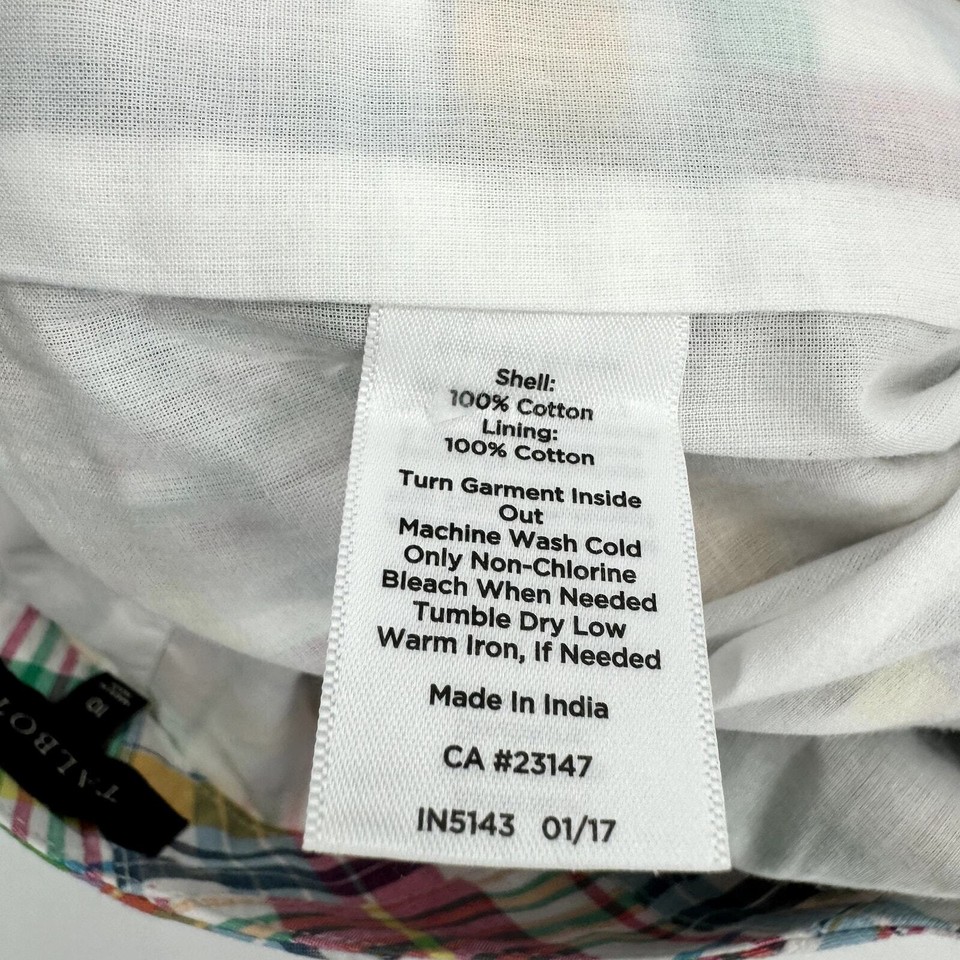 Shell:
100% Cotton
Lining:
100% Cotton
Turn Garment Inside
Out
Machine Wash Cold
Only Non-Chlorine
Bleach When Needed
Tumble Dry Low
Warm Iron, If Needed
Made In India
CA #23147
IN5143 01/17
TALBOT
10